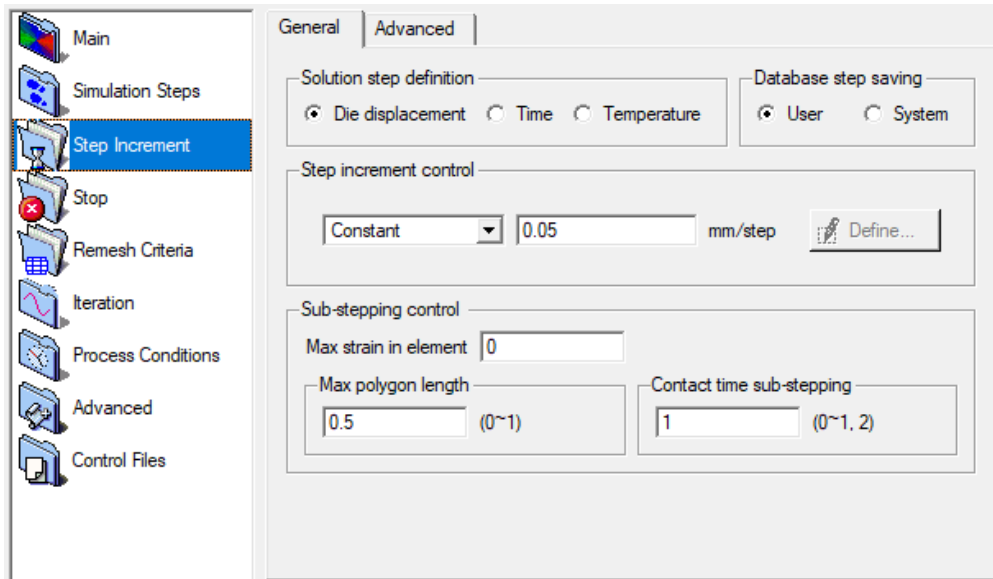 Main
Simulation Steps
Step Increment
Stop
Remesh Criteria
Iteration
Process Conditions
Advanced
Control Files
General Advanced
Solution step definition
Die displacement Time Temperature
Database step saving
User System
Step increment control
Constant 0.05 mm/step Define...
Sub-stepping control
Max strain in element 0
Max polygon length
0.5 (0~1)
Contact time sub-stepping
1 (0~1, 2)